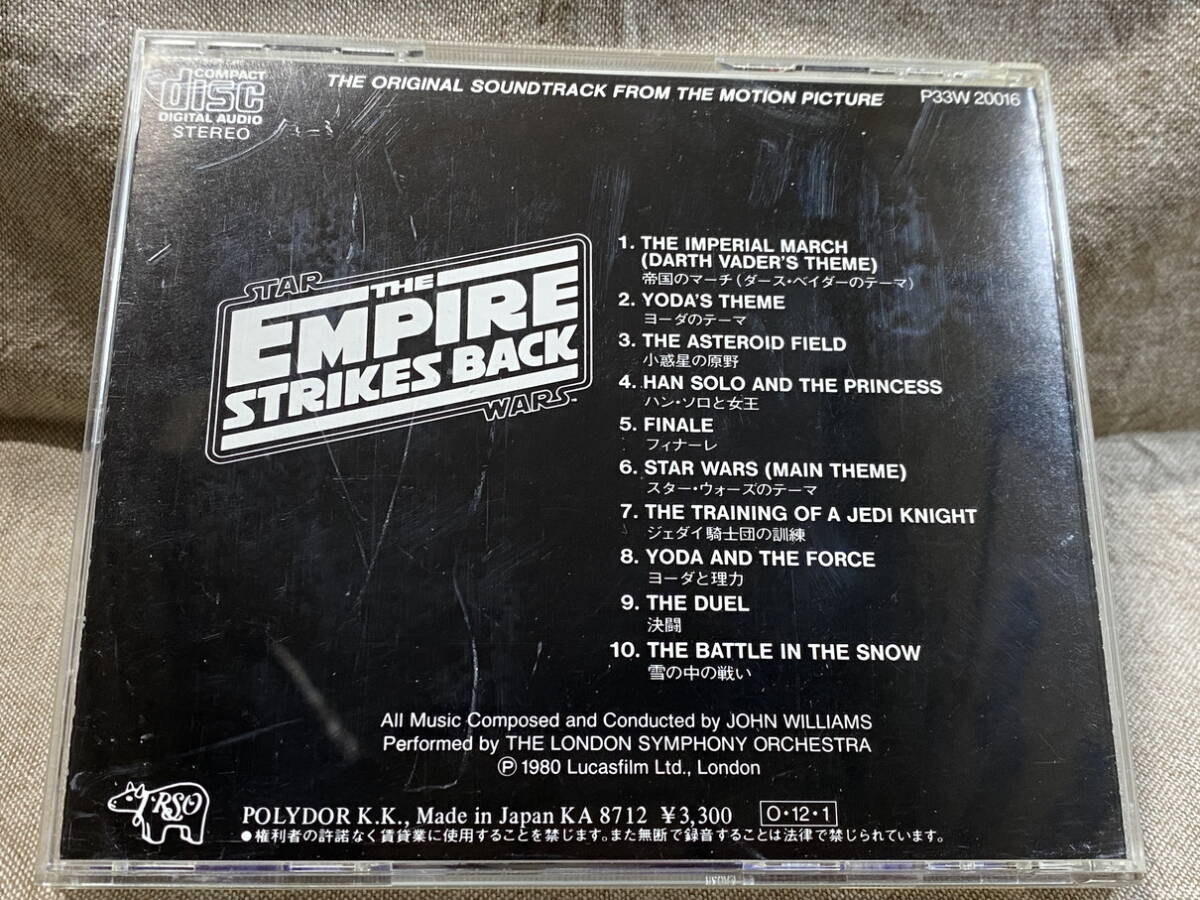 COMPACT
disc
DIGITAL AUDIO
STEREO
THE ORIGINAL SOUNDTRACK FROM THE MOTION PICTURE
P33W 20016
STAR
THE
EMPIRE
STRIKES BACK
WARS
1. THE IMPERIAL MARCH
(DARTH VADER'S THEME)
帝国のマーチ(ダース・ベイダーのテーマ)
2. YODA'S THEME
ヨーダのテーマ
3. THE ASTEROID FIELD
小惑星の原野
4. HAN SOLO AND THE PRINCESS
ハン・ソロと女王
5. FINALE
フィナーレ
6. STAR WARS (MAIN THEME)
スター・ウォーズのテーマ
7. THE TRAINING OF A JEDI KNIGHT
ジェダイ騎士団の訓練
8. YODA AND THE FORCE
ヨーダと理力
9. THE DUEL
決闘
10. THE BATTLE IN THE SNOW
雪の中の戦い
All Music Composed and Conducted by JOHN WILLIAMS
Performed by THE LONDON SYMPHONY ORCHESTRA
Ⓟ 1980 Lucasfilm Ltd., London
RSO
POLYDOR K.K., Made in Japan KA 8712 ¥3,300 O・12・1
●権利者の許諾なく賃貸業に使用することを禁じます。また無断で録音することは法律で禁じられています。